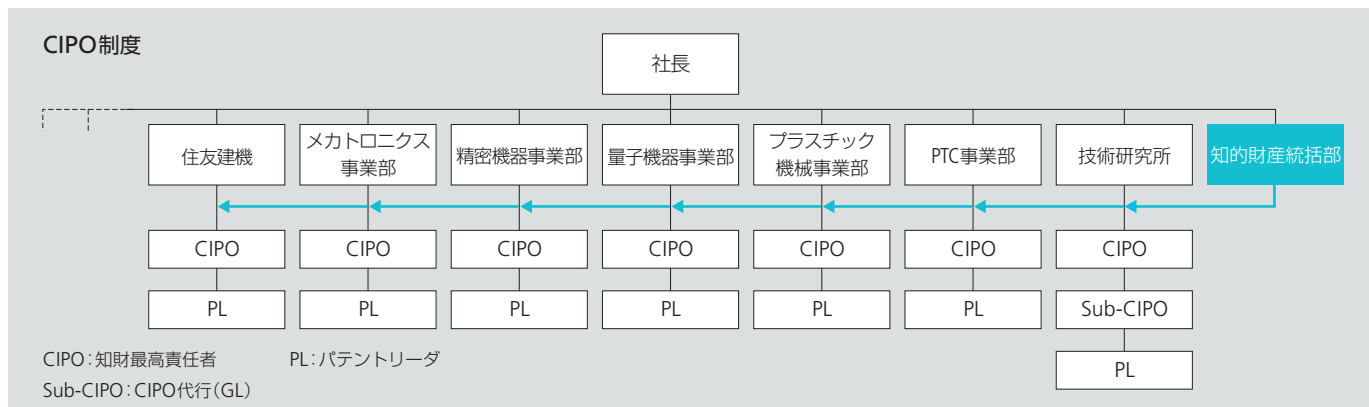 CIPO制度
社長
住友建機
メカトロニクス
事業部
精密機器事業部
量子機器事業部
プラスチック
機械事業部
PTC事業部
技術研究所
知的財産統括部
CIPO
CIPO
CIPO
CIPO
CIPO
CIPO
CIPO
PL
PL
PL
PL
PL
PL
Sub-CIPO
PL
CIPO：知財最高責任者
PL：パテントリーダ
Sub-CIPO：CIPO代行（GL）